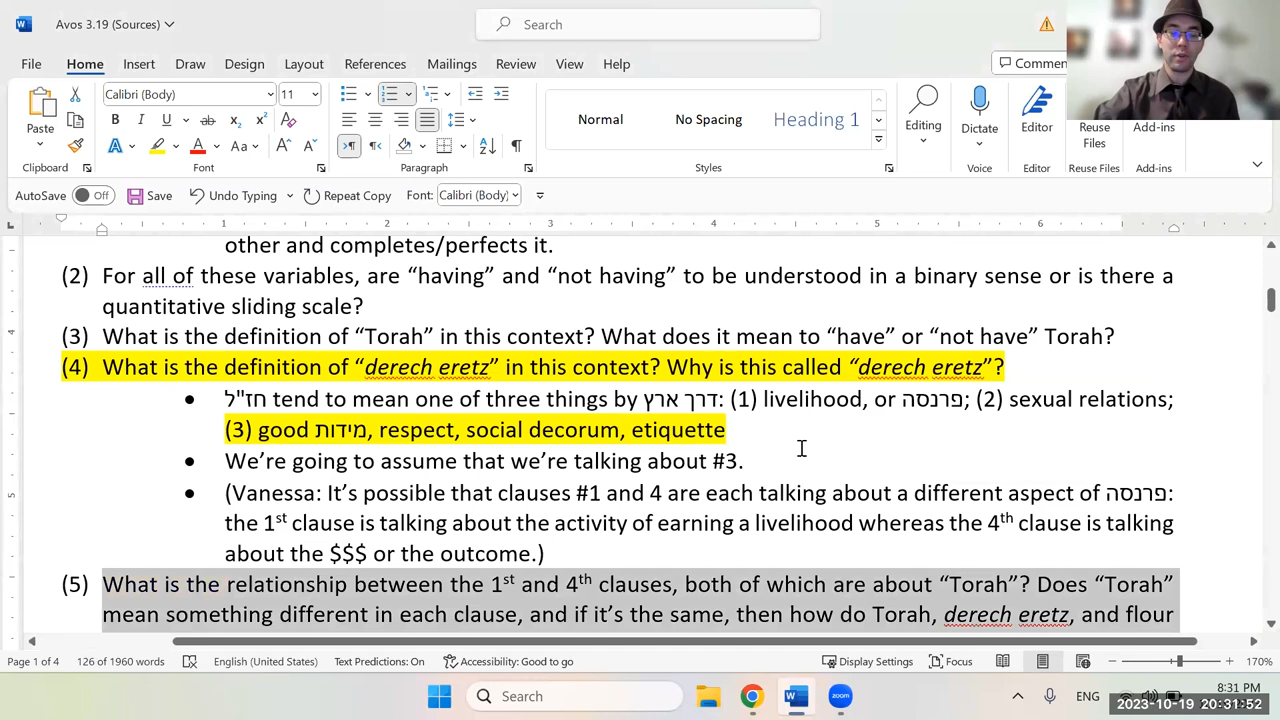 Avos 3.19 (Sources)
Search
File Home Insert Draw Design Layout References Mailings Review View Help
Paste
Calibri (Body) 11
Normal No Spacing Heading 1
Editing
Dictate
Editor
Reuse Files
Add-ins
Clipboard Font Paragraph Styles Voice Editor Reuse Files Add-ins
AutoSave Off Save Undo Typing Repeat Copy Font: Calibri (Body)
1 2 3 4 5 6
other and completes/perfects it.
(2) For all of these variables, are “having” and “not having” to be understood in a binary sense or is there a
quantitative sliding scale?
(3) What is the definition of “Torah” in this context? What does it mean to “have” or “not have” Torah?
(4) What is the definition of “derech eretz” in this context? Why is this called “derech eretz”?
• חז"ל tend to mean one of three things by דרך ארץ: (1) livelihood, or פרנסה; (2) sexual relations;
(3) good מידות, respect, social decorum, etiquette
• We’re going to assume that we’re talking about #3.
• (Vanessa: It’s possible that clauses #1 and 4 are each talking about a different aspect of פרנסה:
the 1st clause is talking about the activity of earning a livelihood whereas the 4th clause is talking
about the $$$ or the outcome.)
(5) What is the relationship between the 1st and 4th clauses, both of which are about “Torah”? Does “Torah”
mean something different in each clause, and if it’s the same, then how do Torah, derech eretz, and flour
Page 1 of 4 126 of 1960 words English (United States) Text Predictions: On Accessibility: Good to go Display Settings Focus 170%
Search
ENG
8:31 PM
2023-10-19 20:31:52